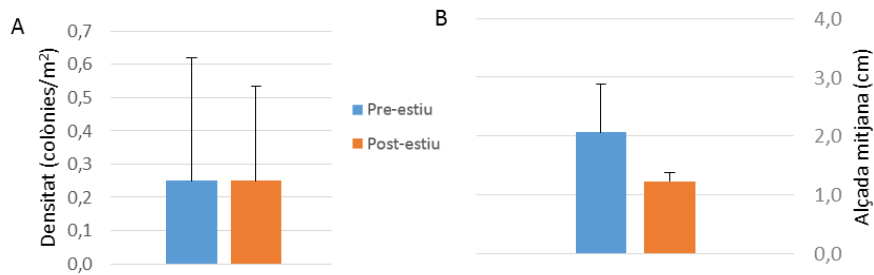 A
Densitat (colònies/m²)
0,7
0,6
0,5
0,4
0,3
0,2
0,1
0,0
Pre-estiu
Post-estiu
B
4,0
3,0
2,0
1,0
0,0
Alçada mitjana (cm)